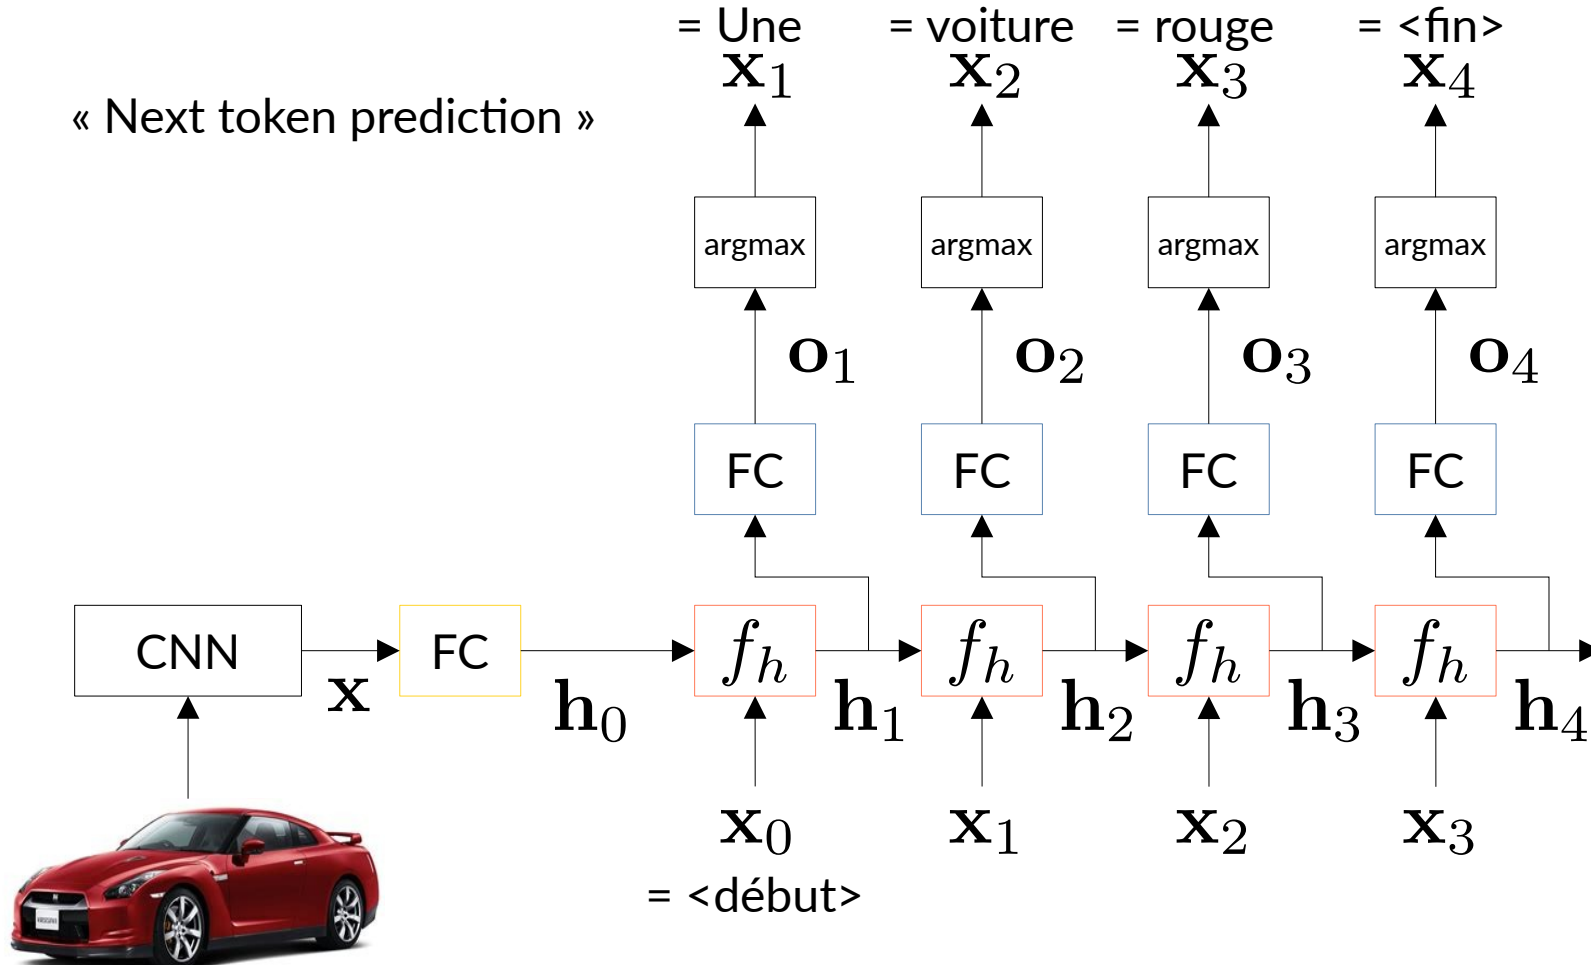 = Une = voiture = rouge = <fin>
x₁ x₂ x₃ x₄
« Next token prediction »
argmax argmax argmax argmax
o₁ o₂ o₃ o₄
FC FC FC FC
CNN FC fₕ fₕ fₕ fₕ
x h₀ h₁ h₂ h₃ h₄
x₀ x₁ x₂ x₃
= <début>